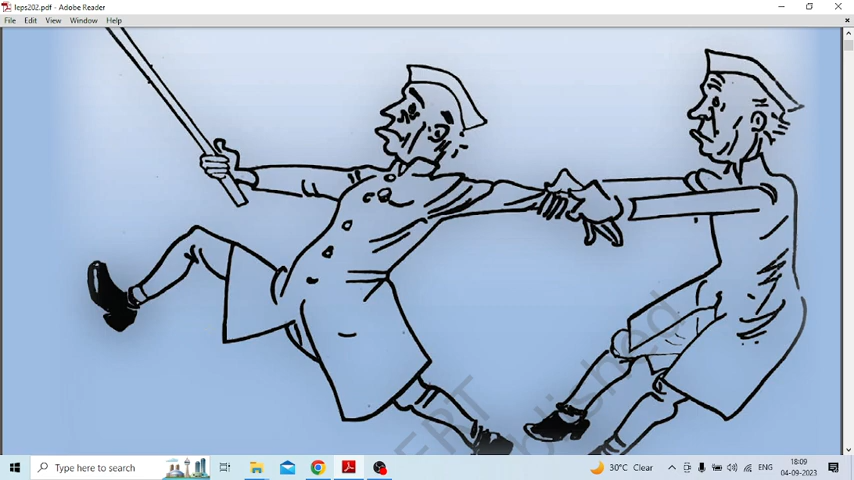 leps202.pdf - Adobe Reader
File Edit View Window Help
Published
Type here to search
30°C Clear
ENG
18:09
04-09-2023